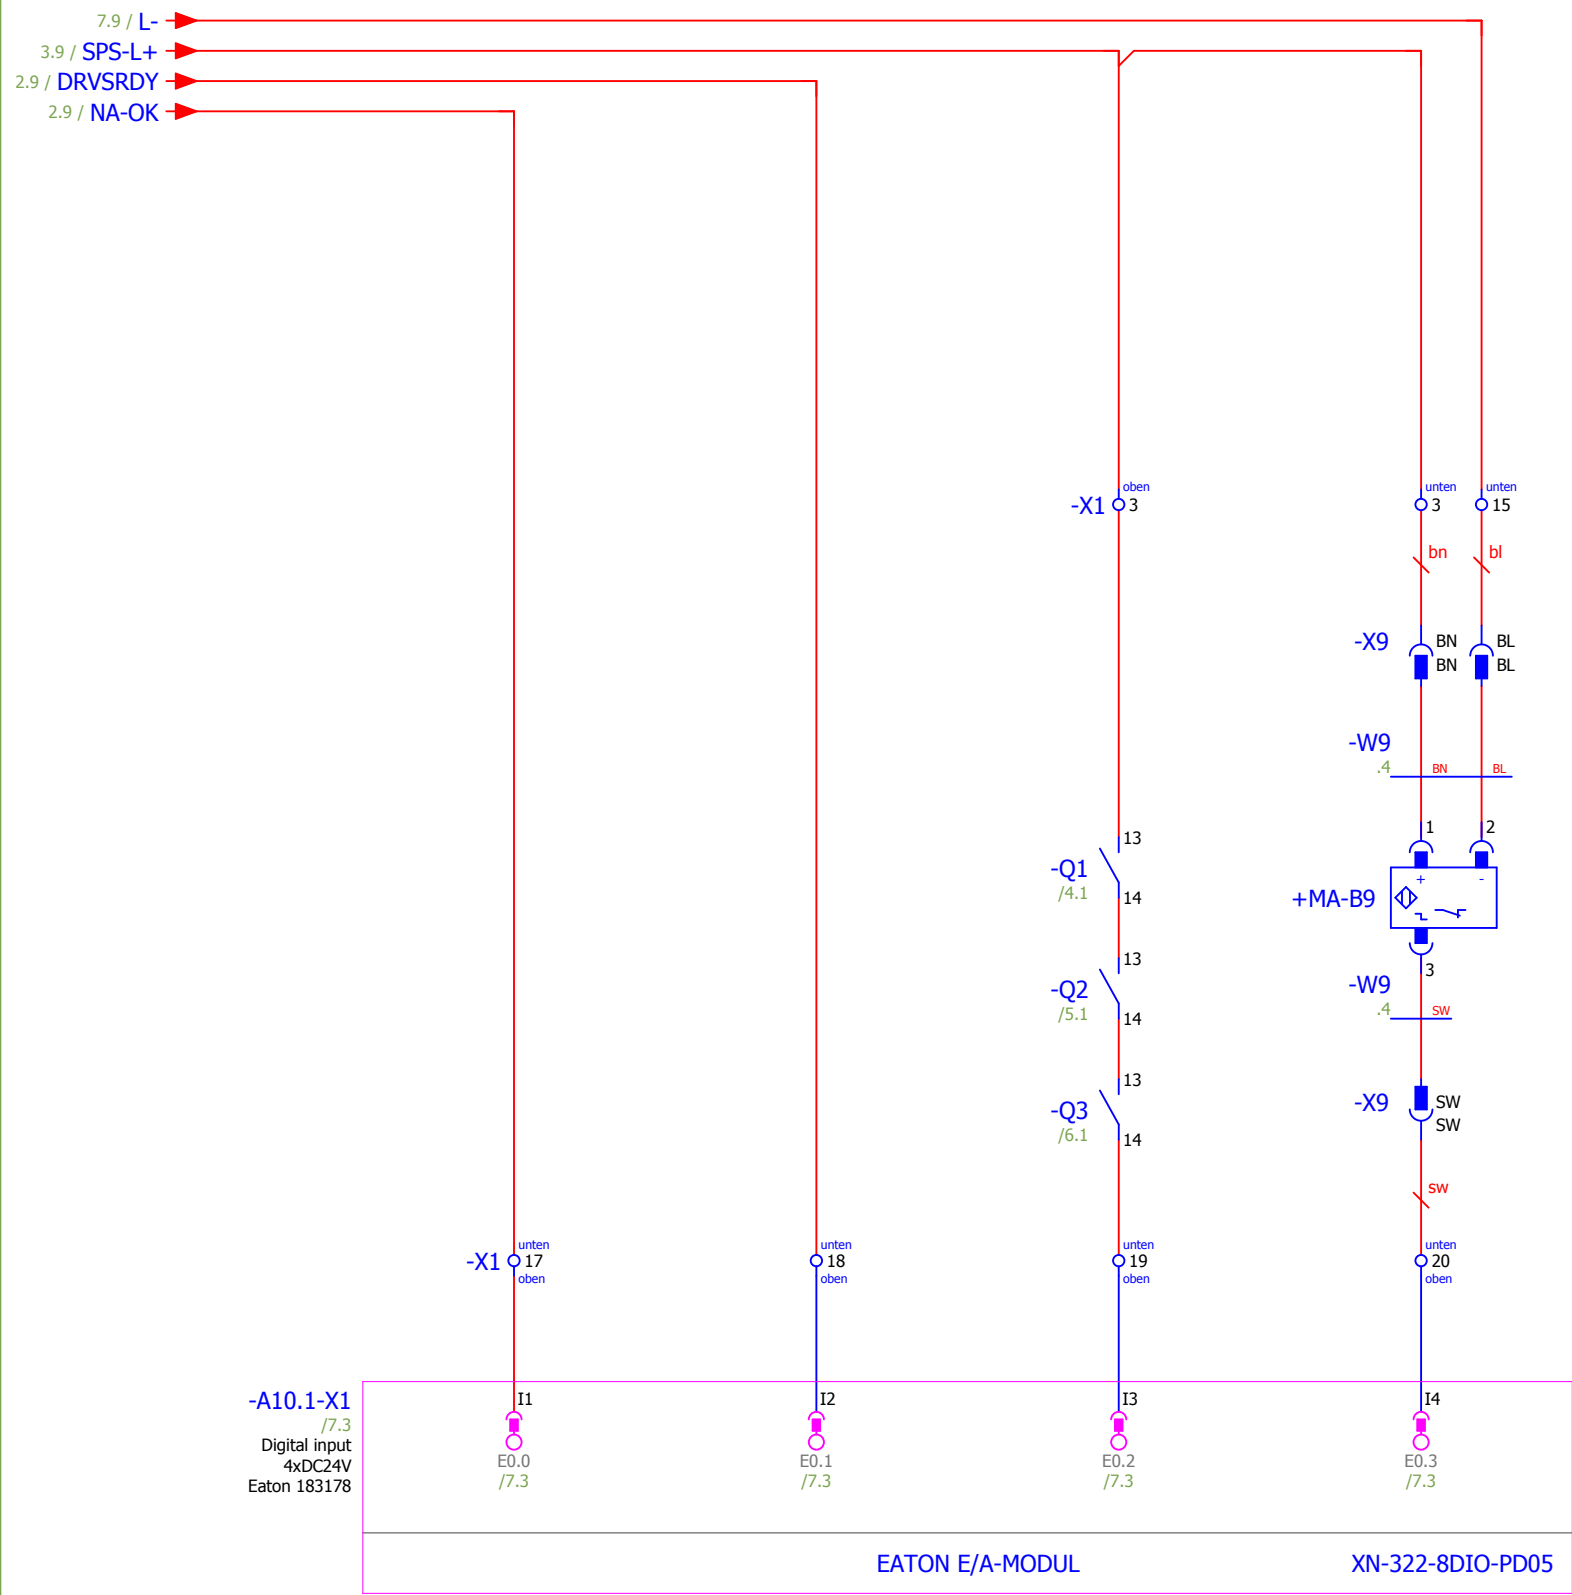 7.9 / L-
3.9 / SPS-L+
2.9 / DRVSRDY
2.9 / NA-OK
oben unten unten
-X1 3 3 15
bn bl
-X9 BN BL
BN BL
-W9
.4 BN BL
13 1 2
-Q1
/4.1
14
+MA-B9 + -
13 3
-Q2
/5.1
14
-W9
.4 SW
13
-Q3
/6.1
14
-X9 SW
SW
sw
unten unten unten unten
-X1 17 18 19 20
oben oben oben oben
-A10.1-X1 I1 I2 I3 I4
/7.3
Digital input
4xDC24V
Eaton 183178
E0.0 E0.1 E0.2 E0.3
/7.3 /7.3 /7.3 /7.3
EATON E/A-MODUL XN-322-8DIO-PD05